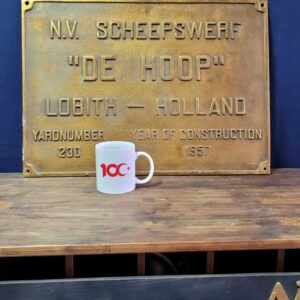 N.V. SCHEEPSWERF
"DE HOOP"
LOBITH — HOLLAND
YARDNUMBER YEAR OF CONSTRUCTION
230 1957
100